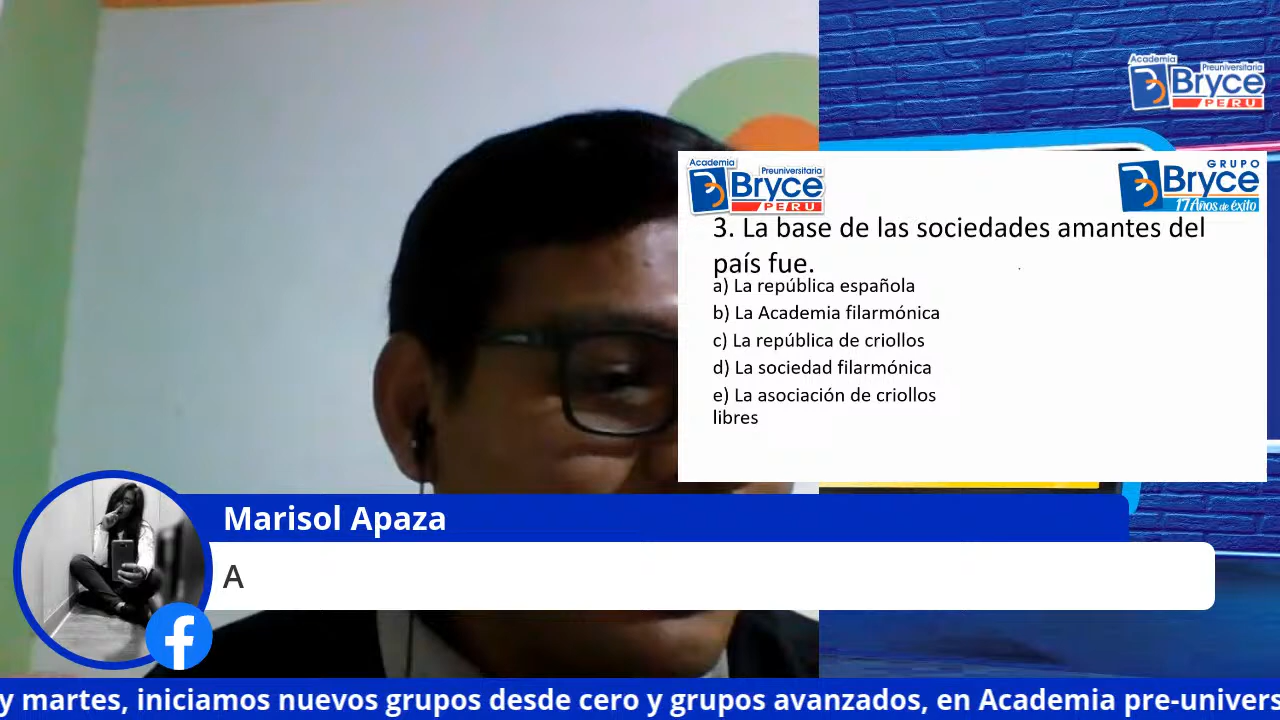 Academia
Preuniversitaria
Bryce
PERU
Academia
Preuniversitaria
Bryce
PERU
GRUPO
Bryce
17 Años de éxito
3. La base de las sociedades amantes del
país fue.
a) La república española
b) La Academia filarmónica
c) La república de criollos
d) La sociedad filarmónica
e) La asociación de criollos
libres
Marisol Apaza
A
y martes, iniciamos nuevos grupos desde cero y grupos avanzados, en Academia pre-univers